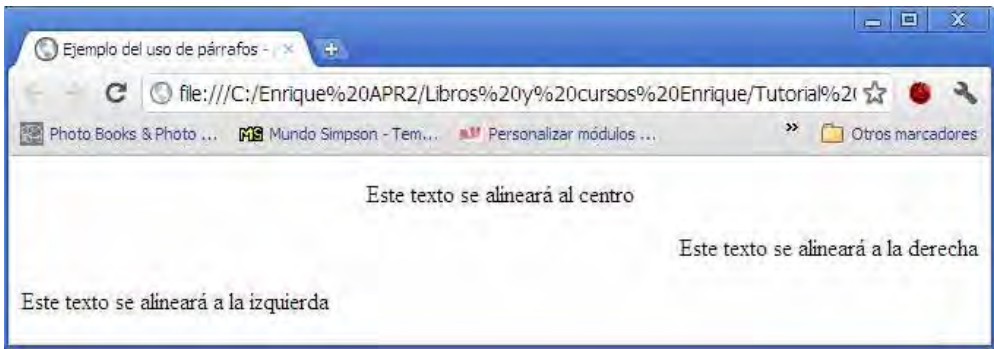 Ejemplo del uso de párrafos -
file:///C:/Enrique%20APR2/Libros%20y%20cursos%20Enrique/Tutorial%2
Photo Books & Photo ... MS Mundo Simpson - Tem... Personalizar módulos ... » Otros marcadores
Este texto se alineará al centro
Este texto se alineará a la derecha
Este texto se alineará a la izquierda